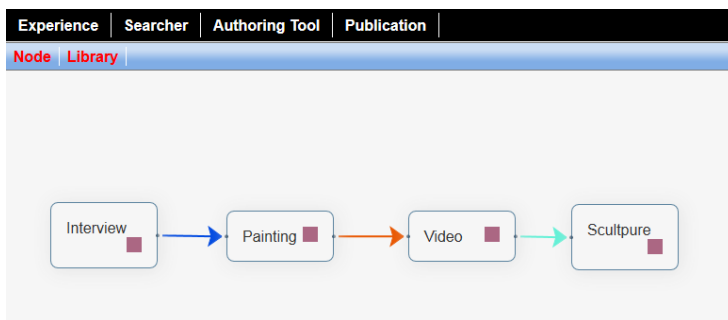 Experience Searcher Authoring Tool Publication
Node Library
Interview Painting Video Scultpure